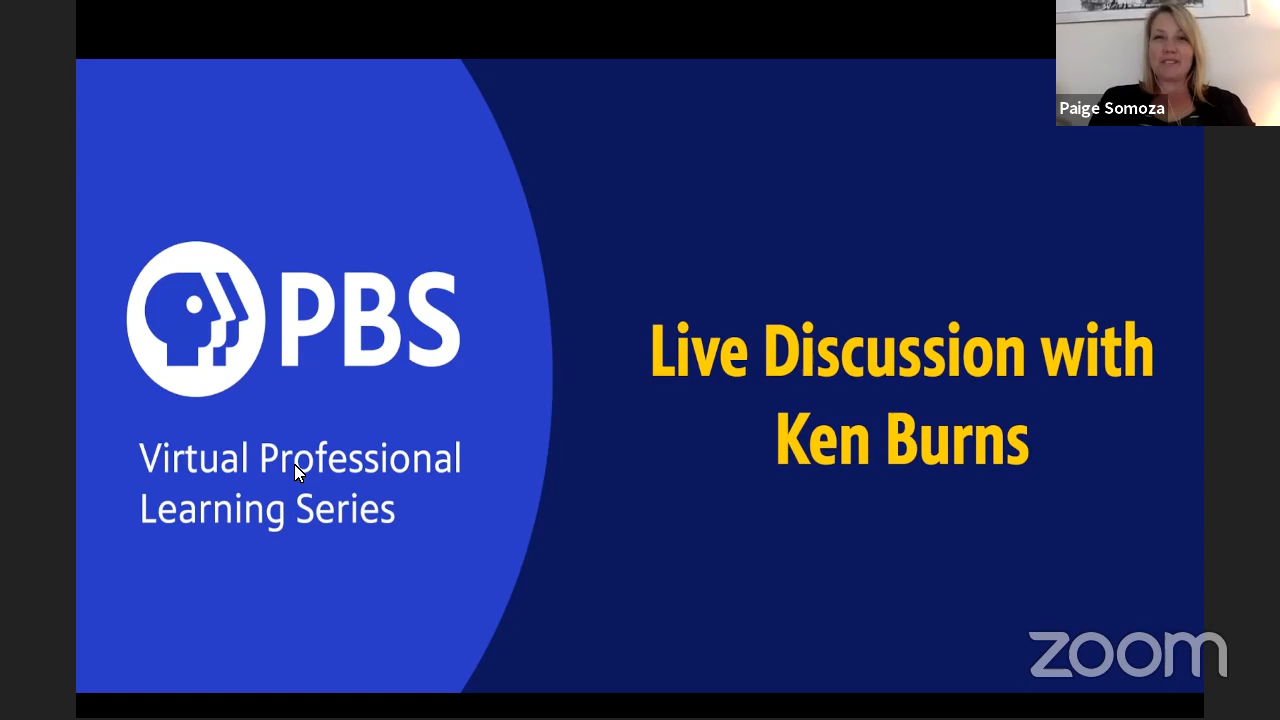 Paige Somoza
PBS
Virtual Professional
Learning Series
Live Discussion with
Ken Burns
zoom